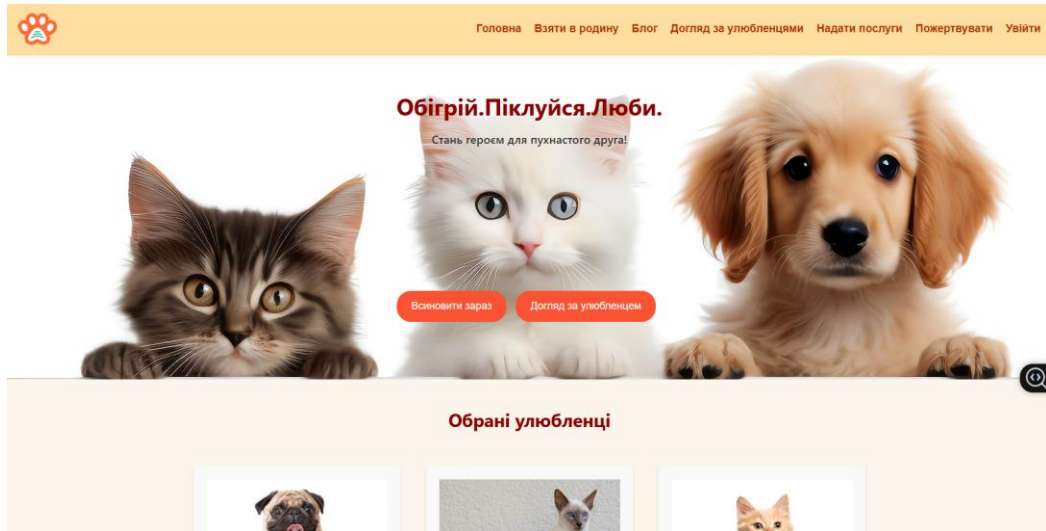 Головна Взяти в родину Блог Догляд за улюбленцями Надати послуги Пожертвувати Увійти
Обігрій.Піклуйся.Люби.
Стань героєм для пухнастого друга!
Всиновити зараз Догляд за улюбленцем
Обрані улюбленці